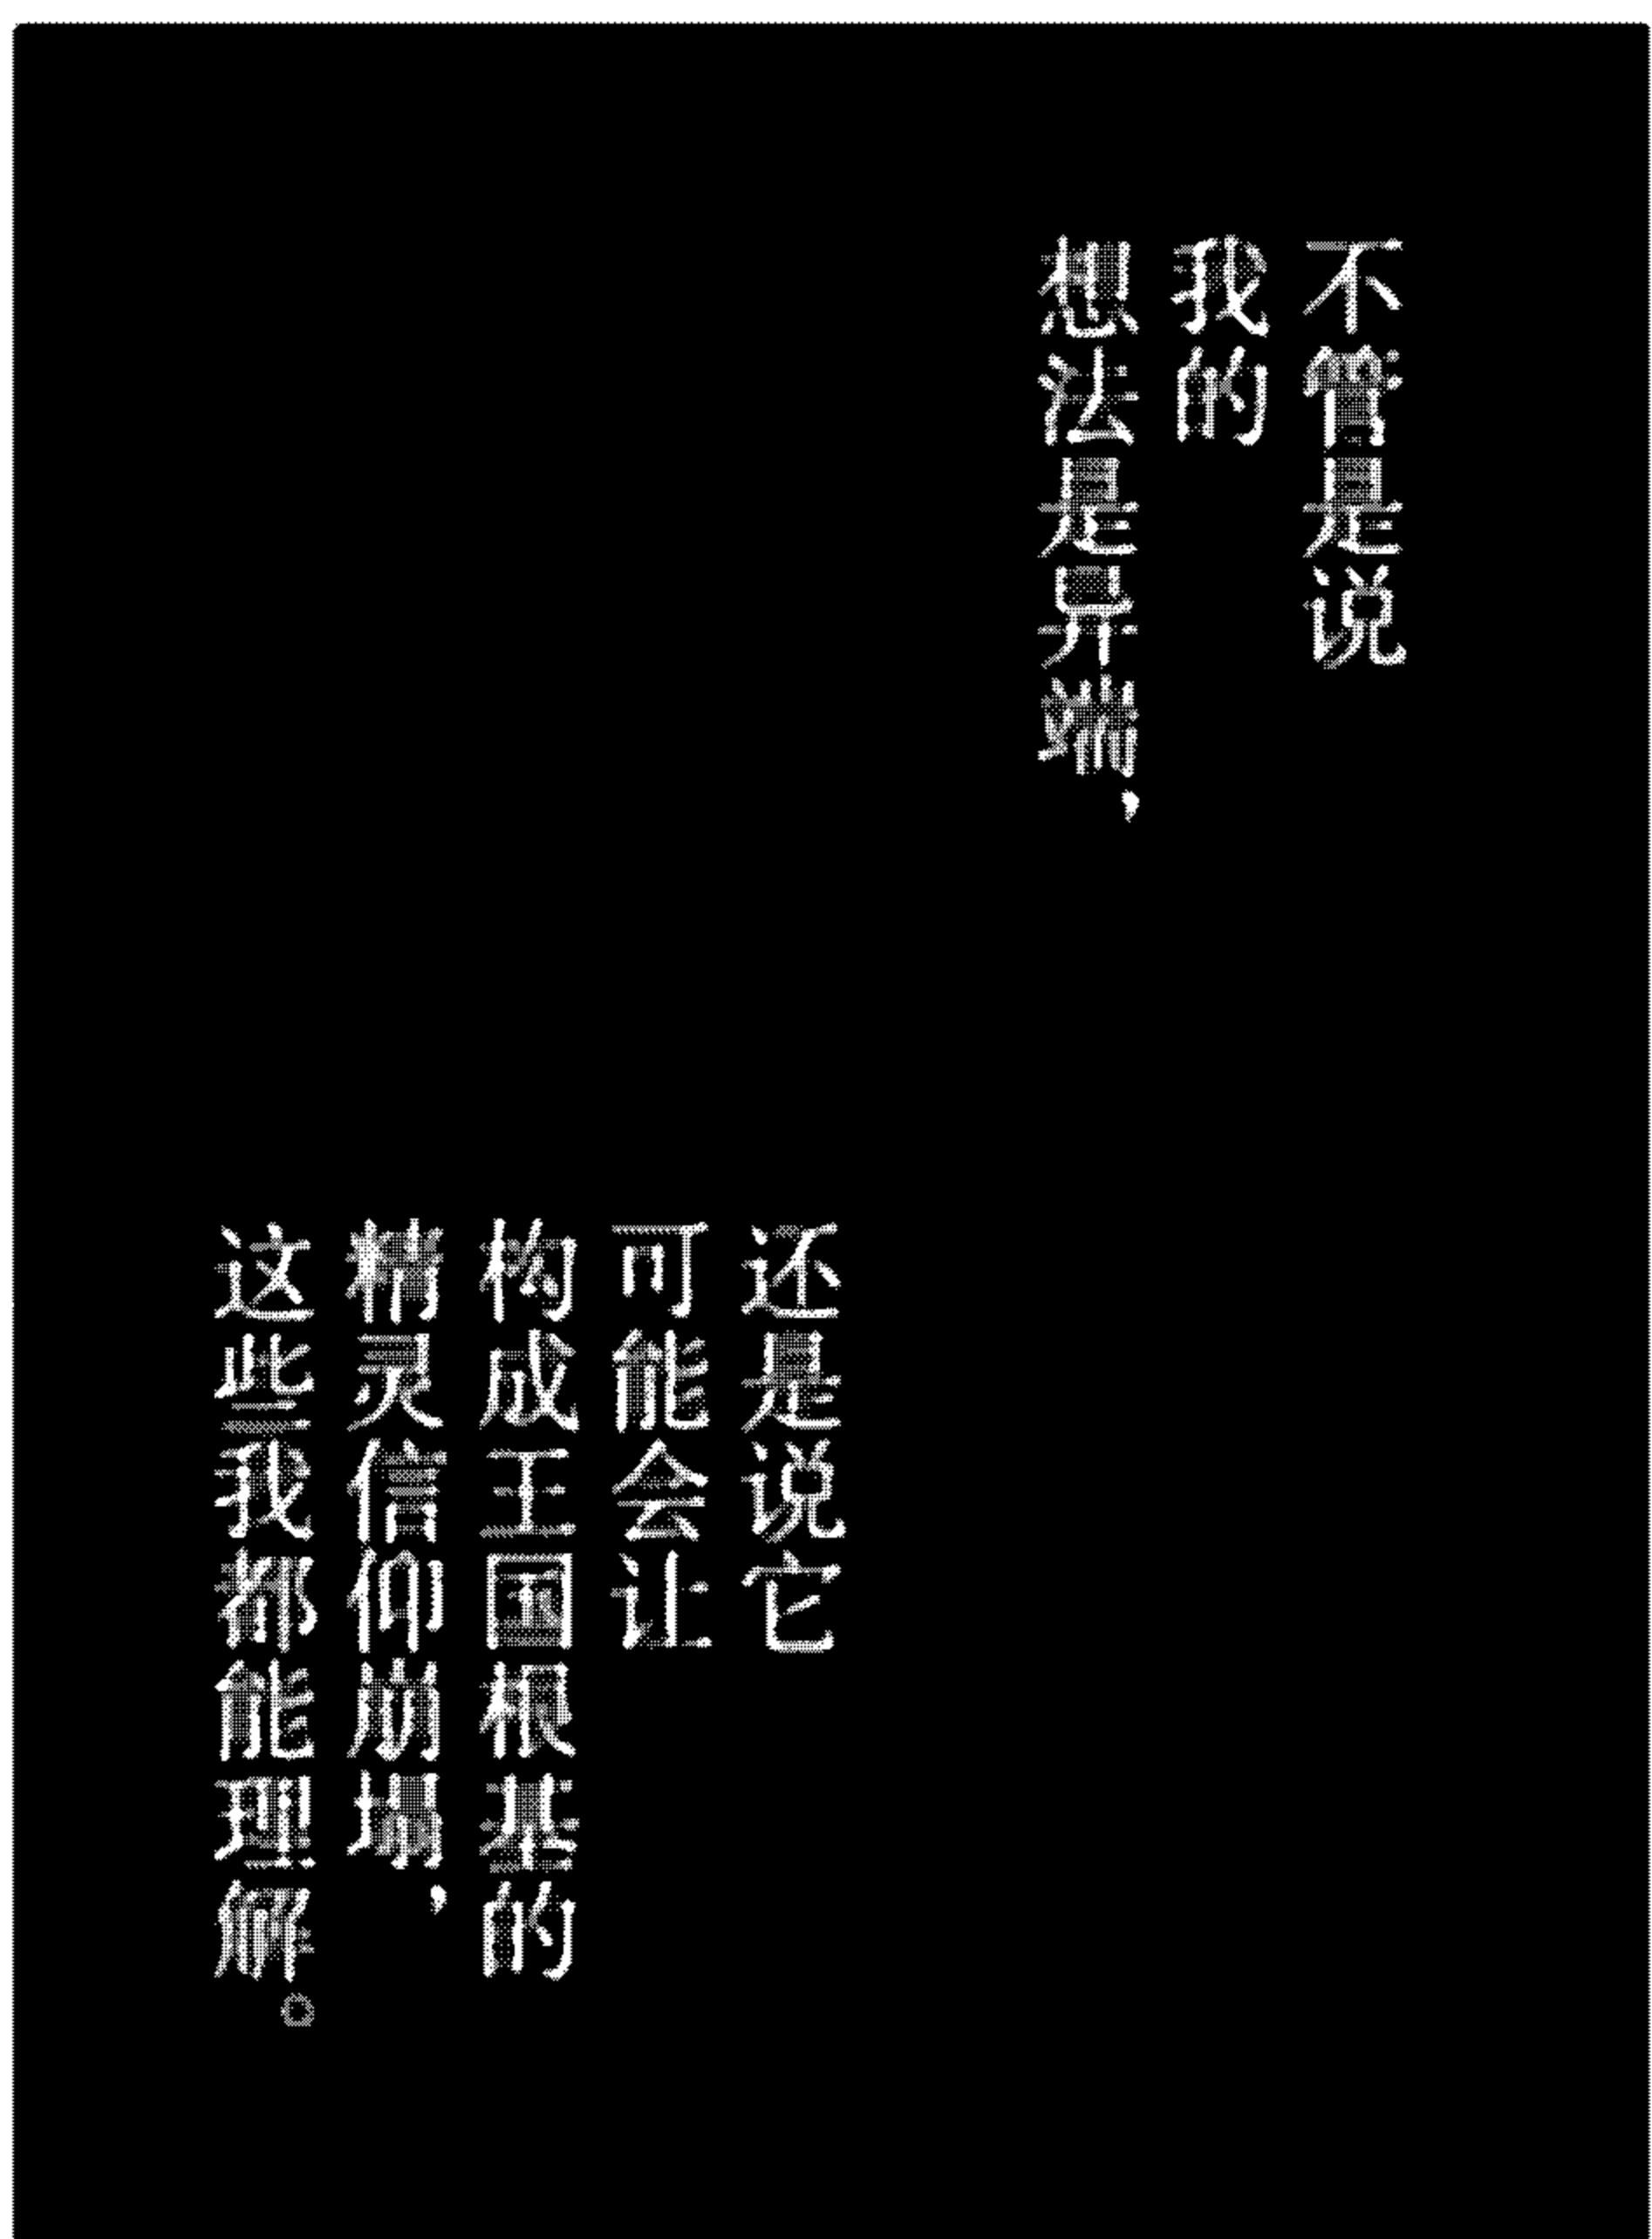 不管是说
我的
想法是异端，
还是说它
可能会让
构成王国根基的
精灵信仰崩塌，
这些我都能理解。